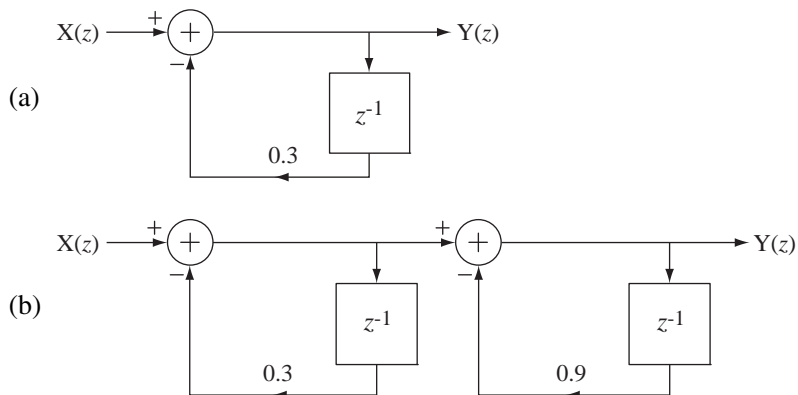 X(z) + + Y(z)
−
(a)
z⁻¹
0.3
X(z) + + + + Y(z)
− −
(b)
z⁻¹ z⁻¹
0.3 0.9